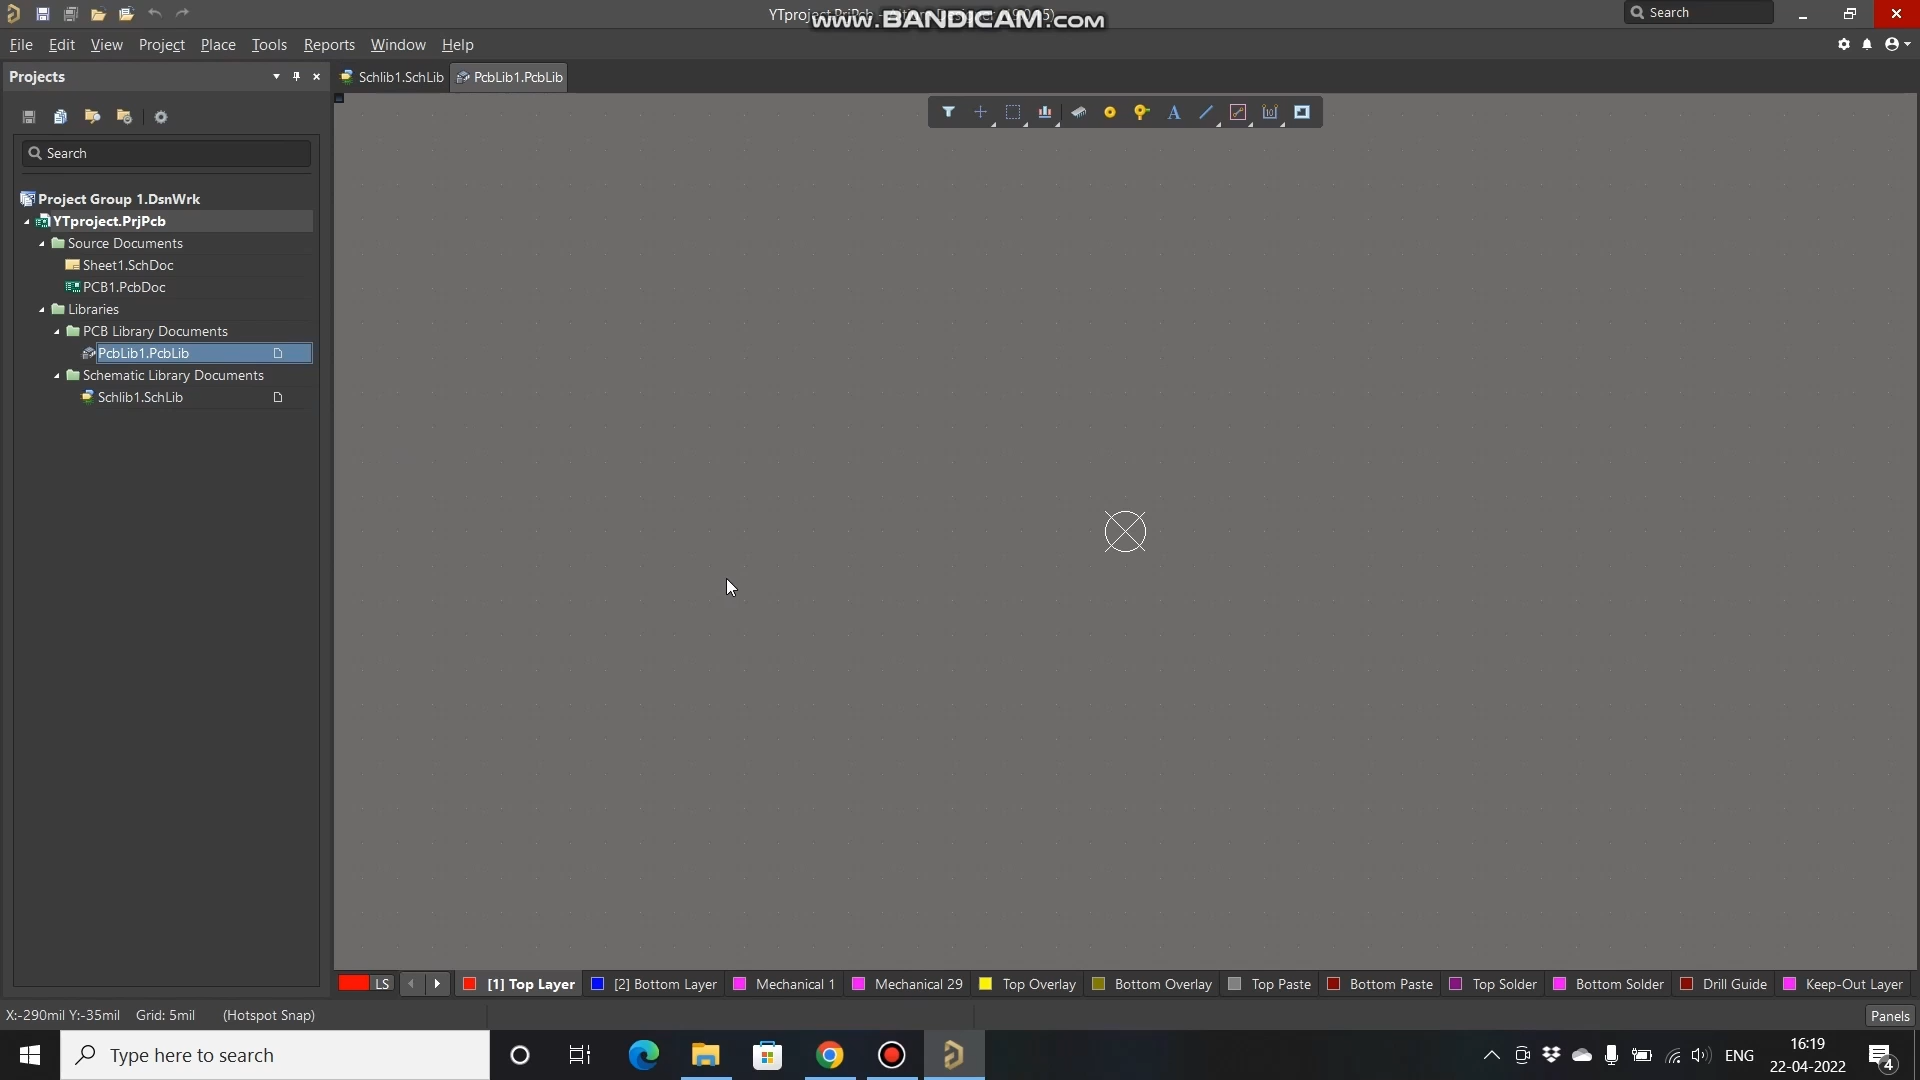 YTproject.PrjPcb
www.BANDICAM.com
Search
File Edit View Project Place Tools Reports Window Help
Projects
Schlib1.SchLib
PcbLib1.PcbLib
Search
Project Group 1.DsnWrk
YTproject.PrjPcb
Source Documents
Sheet1.SchDoc
PCB1.PcbDoc
Libraries
PCB Library Documents
PcbLib1.PcbLib
Schematic Library Documents
Schlib1.SchLib
LS [1] Top Layer [2] Bottom Layer Mechanical 1 Mechanical 29 Top Overlay Bottom Overlay Top Paste Bottom Paste Top Solder Bottom Solder Drill Guide Keep-Out Layer
X:-290mil Y:-35mil Grid: 5mil (Hotspot Snap)
Panels
Type here to search
ENG
16:19
22-04-2022
4